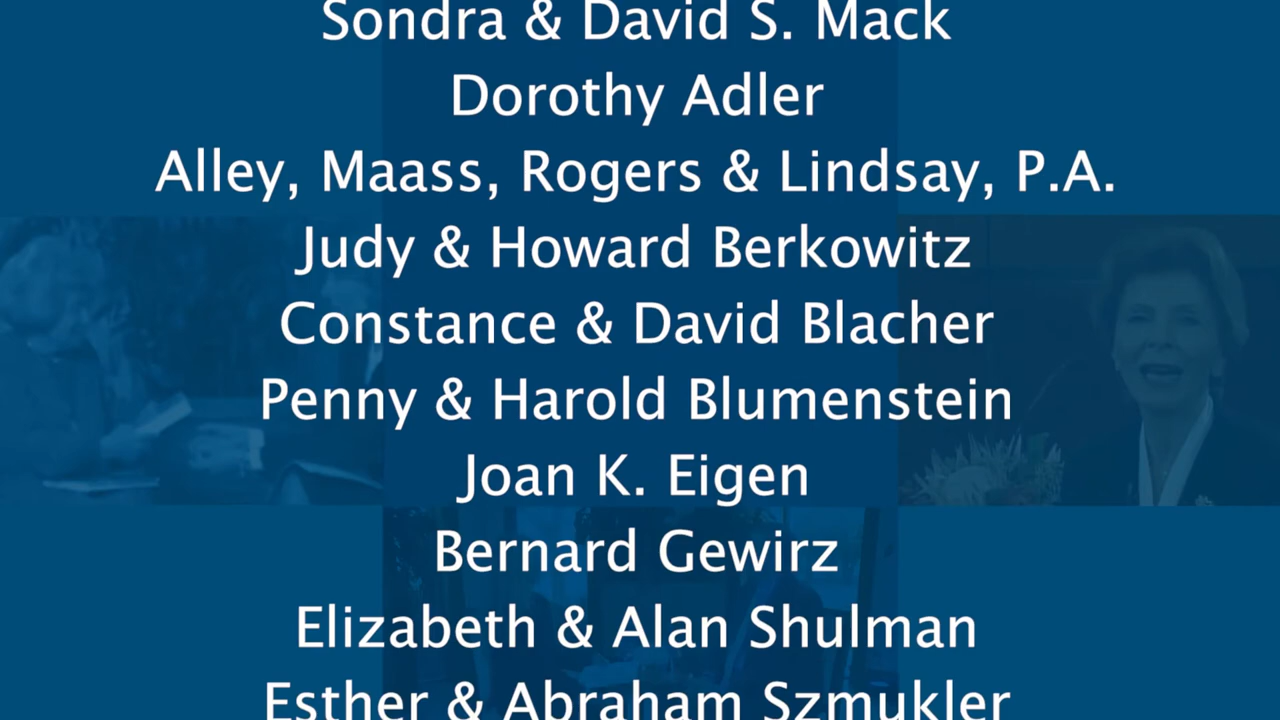 Sondra & David S. Mack
Dorothy Adler
Alley, Maass, Rogers & Lindsay, P.A.
Judy & Howard Berkowitz
Constance & David Blacher
Penny & Harold Blumenstein
Joan K. Eigen
Bernard Gewirz
Elizabeth & Alan Shulman
Esther & Abraham Szmukler